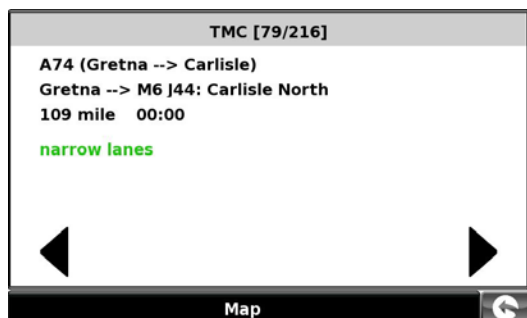 TMC [79/216]
A74 (Gretna --> Carlisle)
Gretna --> M6 J44: Carlisle North
109 mile 00:00
narrow lanes
Map